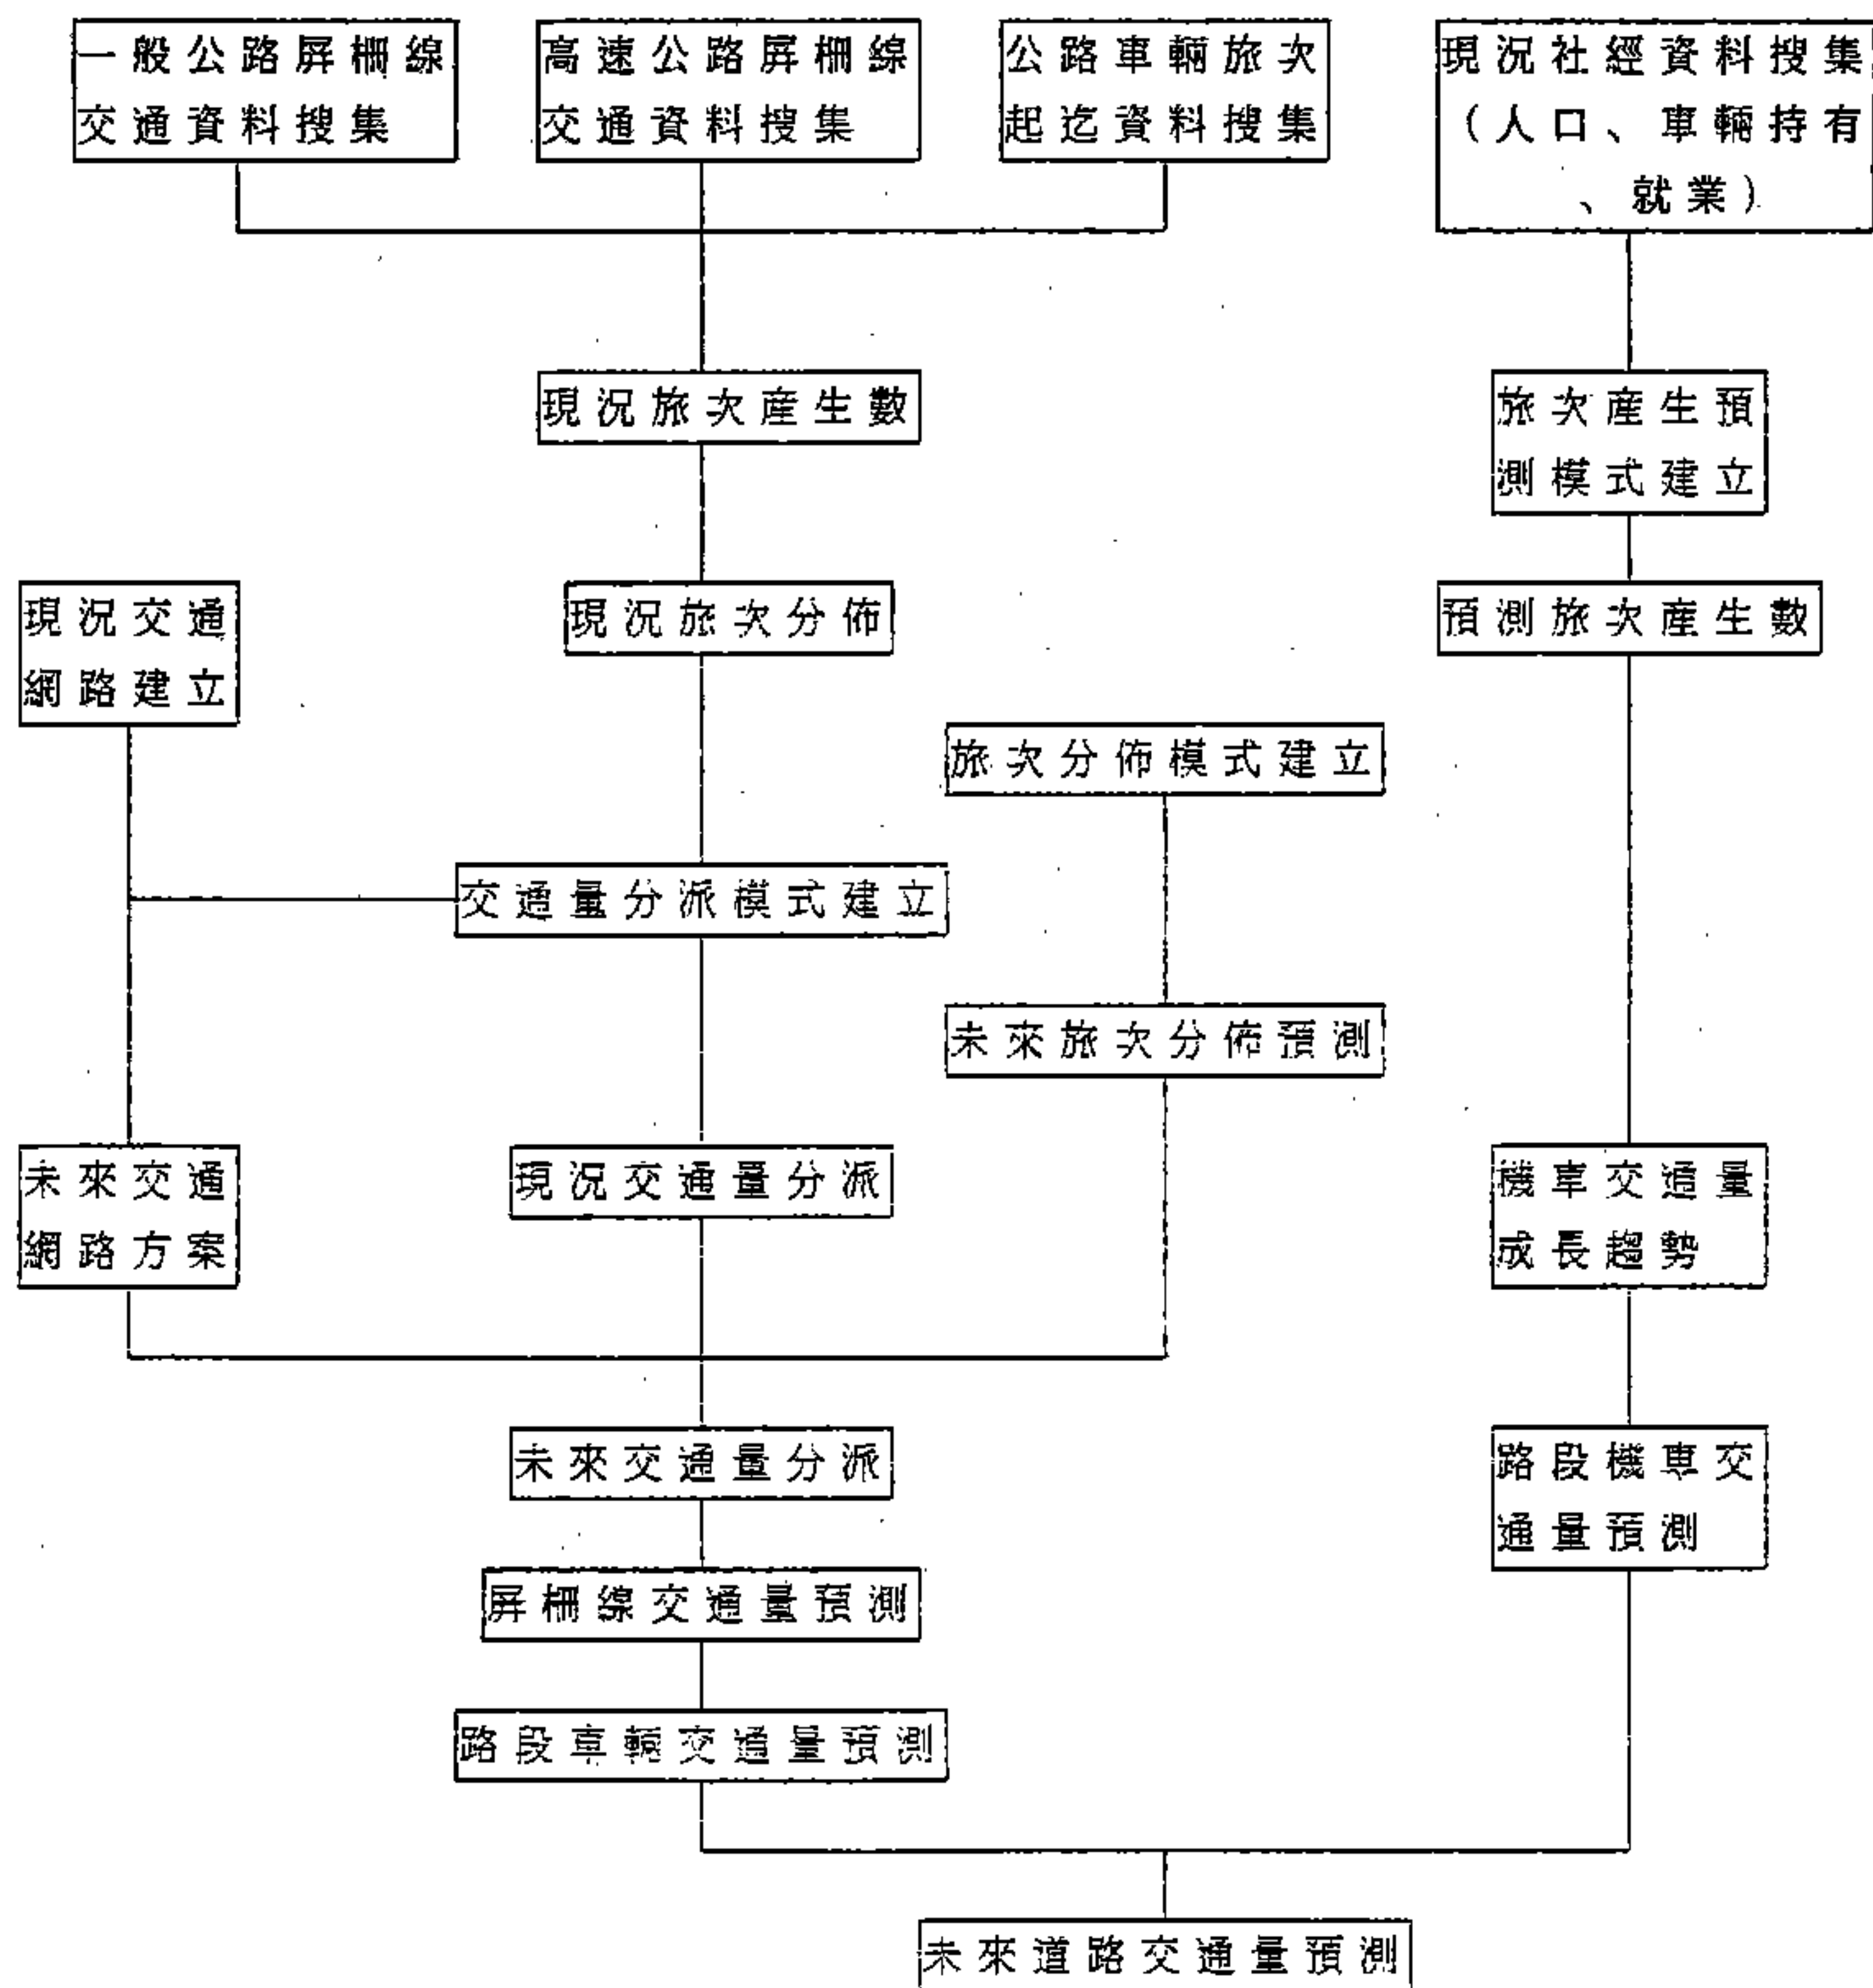 一般公路屏柵線
交通資料搜集
高速公路屏柵線
交通資料搜集
公路車輛旅次
起迄資料搜集
現況社經資料搜集
(人口、車輛持有
、就業)
現況旅次產生數
旅次產生預
測模式建立
現況交通
網路建立
現況旅次分佈
預測旅次產生數
旅次分佈模式建立
交通量分派模式建立
未來旅次分佈預測
未來交通
網路方案
現況交通量分派
機車交通量
成長趨勢
未來交通量分派
路段機車交
通量預測
屏柵線交通量預測
路段車輛交通量預測
未來道路交通量預測